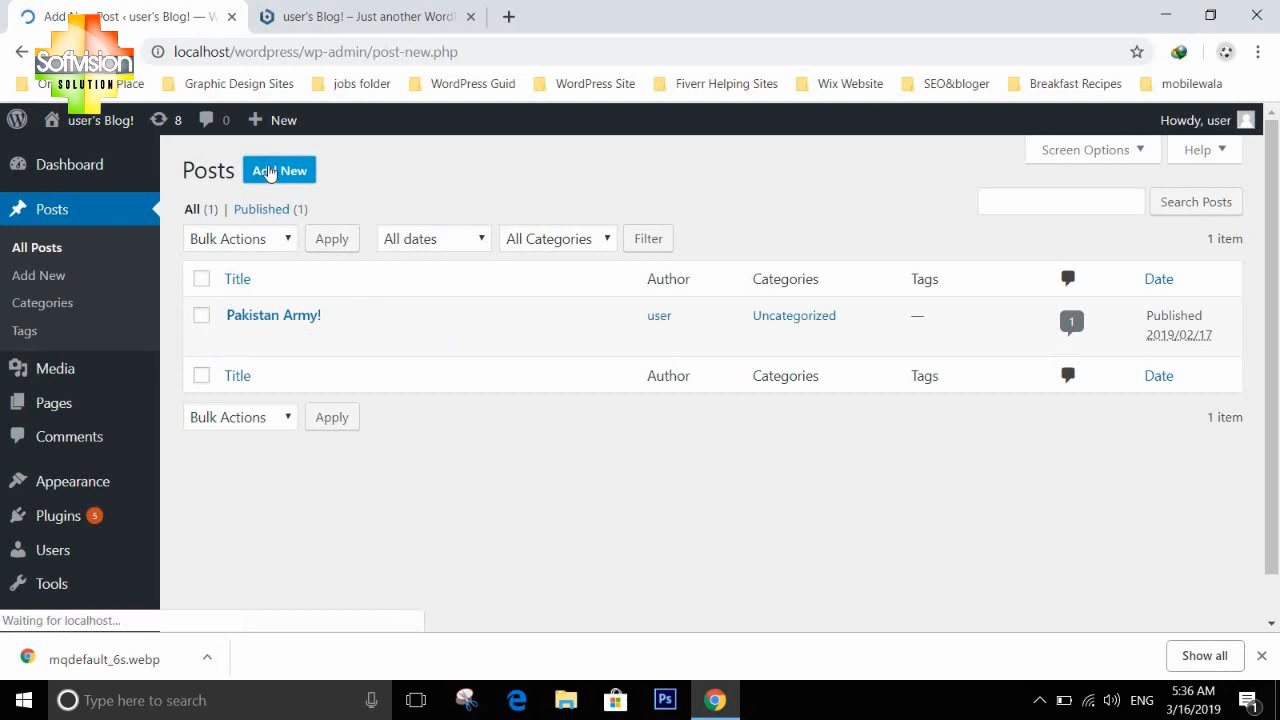 Add New Post ‹ user's Blog! — W
user's Blog! – Just another Word
localhost/wordpress/wp-admin/post-new.php
Place
Graphic Design Sites
jobs folder
WordPress Guid
WordPress Site
Fiverr Helping Sites
Wix Website
SEO&bloger
Breakfast Recipes
mobilewala
Softvision
SOLUTION
user's Blog!
8
0
New
Howdy, user
Dashboard
Posts
All Posts
Add New
Categories
Tags
Media
Pages
Comments
Appearance
Plugins 5
Users
Tools
Posts
Add New
Screen Options
Help
All (1) | Published (1)
Search Posts
Bulk Actions
Apply
All dates
All Categories
Filter
1 item
Title
Author
Categories
Tags
Date
Pakistan Army!
user
Uncategorized
—
1
Published
2019/02/17
Title
Author
Categories
Tags
Date
Bulk Actions
Apply
1 item
Waiting for localhost...
mqdefault_6s.webp
Show all
Type here to search
Ps
ENG
5:36 AM
3/16/2019
1